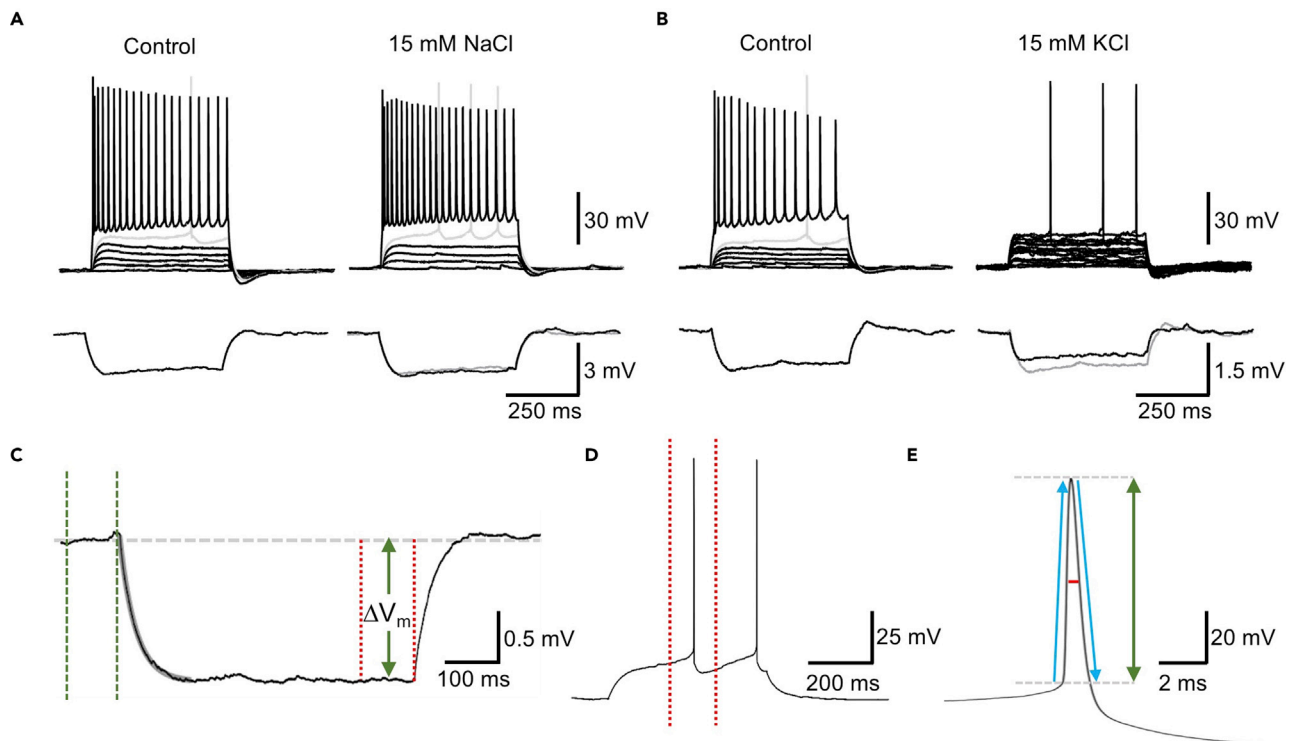 A
Control
15 mM NaCl
30 mV
3 mV
250 ms
B
Control
15 mM KCl
30 mV
1.5 mV
250 ms
C
ΔVm
0.5 mV
100 ms
D
25 mV
200 ms
E
20 mV
2 ms